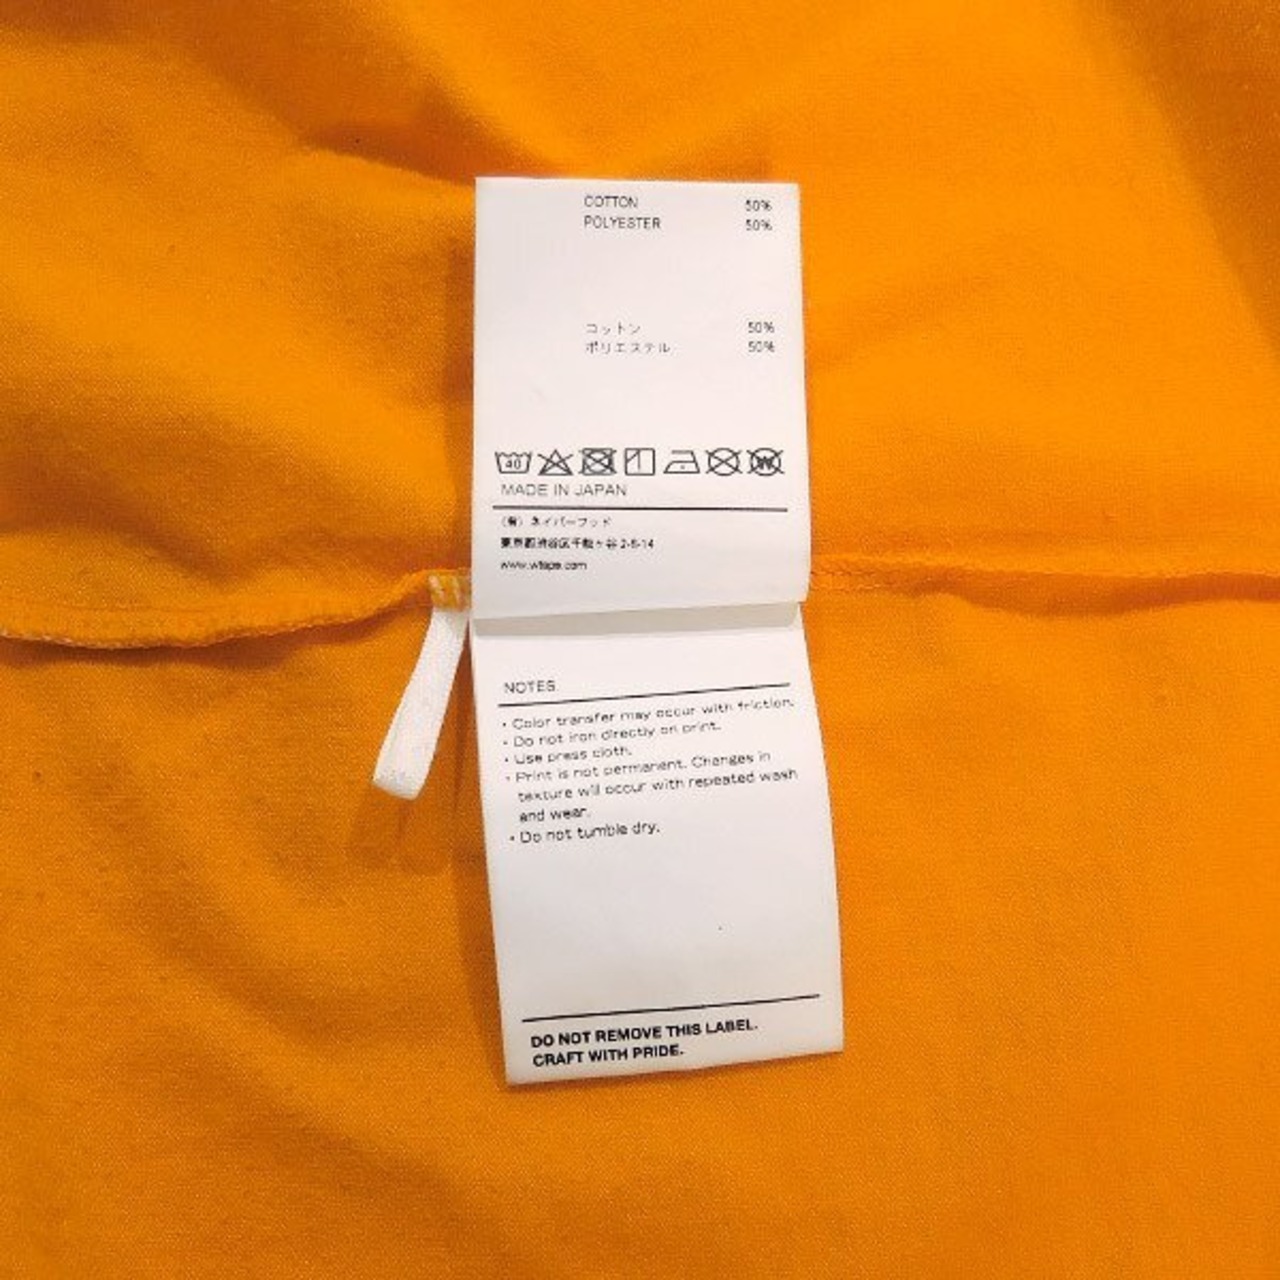 COTTON 50%
POLYESTER 50%
コットン 50%
ポリエステル 50%
40
MADE IN JAPAN
(有) ネイバーフッド
東京都渋谷区千駄ヶ谷
www.wtaps.com
NOTES
・Color transfer may occur with friction.
・Do not iron directly on print.
・Use press cloth.
・Print is not permanent. Changes in
texture will occur with repeated wash
and wear.
・Do not tumble dry.
DO NOT REMOVE THIS LABEL.
CRAFT WITH PRIDE.